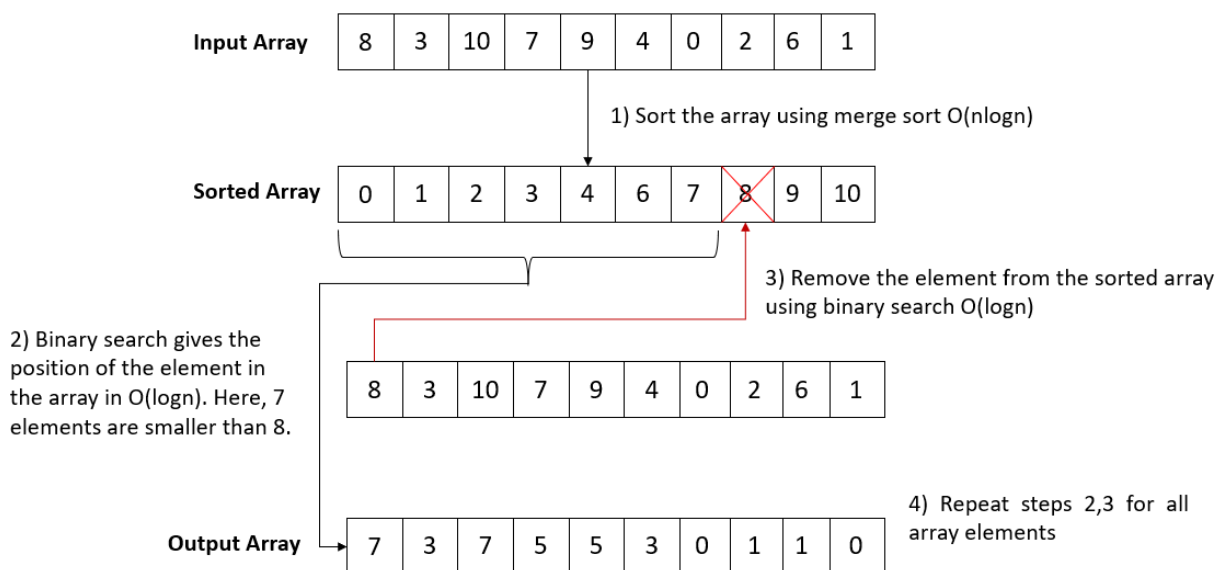 Input Array 8 3 10 7 9 4 0 2 6 1
1) Sort the array using merge sort O(nlogn)
Sorted Array 0 1 2 3 4 6 7 8 9 10
3) Remove the element from the sorted array
using binary search O(logn)
2) Binary search gives the
position of the element in
the array in O(logn). Here, 7
elements are smaller than 8.
8 3 10 7 9 4 0 2 6 1
4) Repeat steps 2,3 for all
array elements
Output Array 7 3 7 5 5 3 0 1 1 0